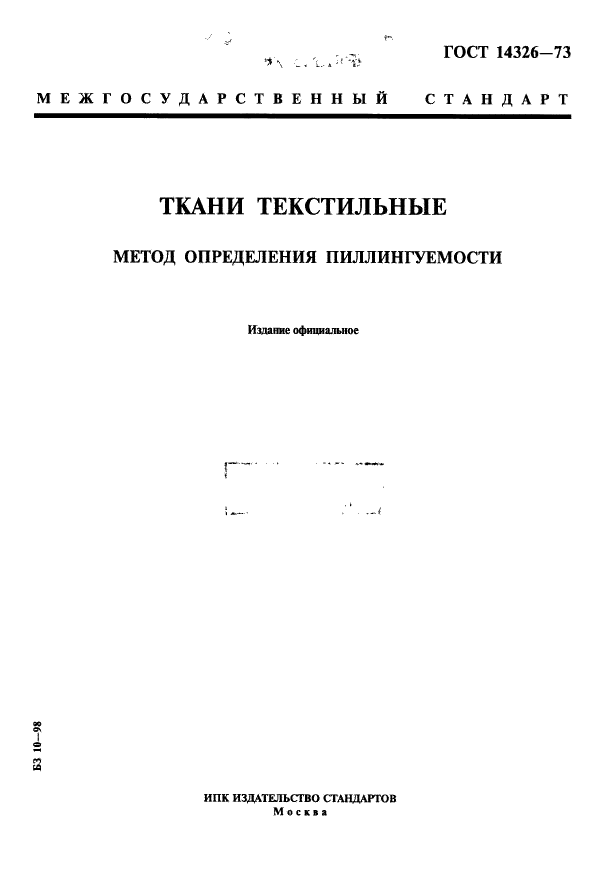 ГОСТ 14326—73
МЕЖГОСУДАРСТВЕННЫЙ СТАНДАРТ
ТКАНИ ТЕКСТИЛЬНЫЕ
МЕТОД ОПРЕДЕЛЕНИЯ ПИЛЛИНГУЕМОСТИ
Издание официальное
БЗ 10—98
ИПК ИЗДАТЕЛЬСТВО СТАНДАРТОВ
Москва